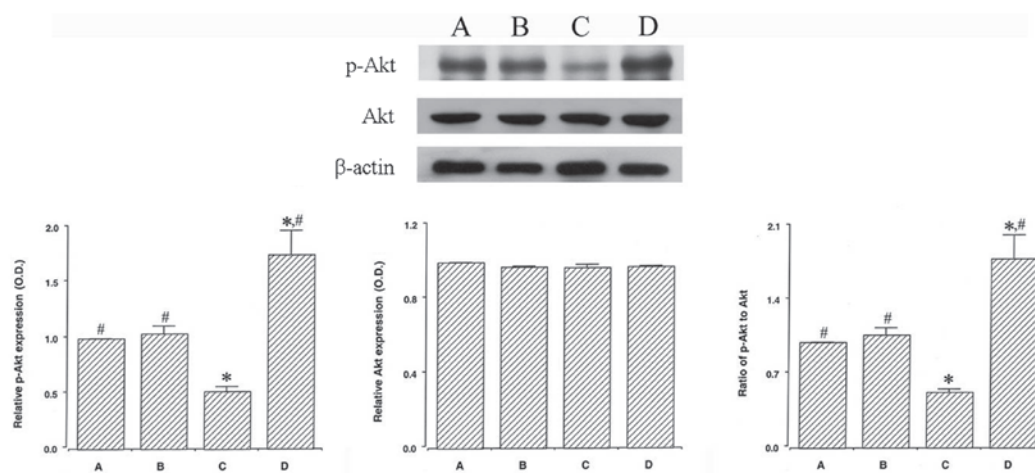 A B C D
p-Akt
Akt
β-actin
Relative p-Akt expression (O.D.)
2.0
1.5
1.0
0.5
0.0
#
#
*
*,#
A B C D
Relative Akt expression (O.D.)
1.2
0.8
0.4
0.0
A B C D
Ratio of p-Akt to Akt
2.1
1.4
0.7
0.0
#
#
*
*,#
A B C D